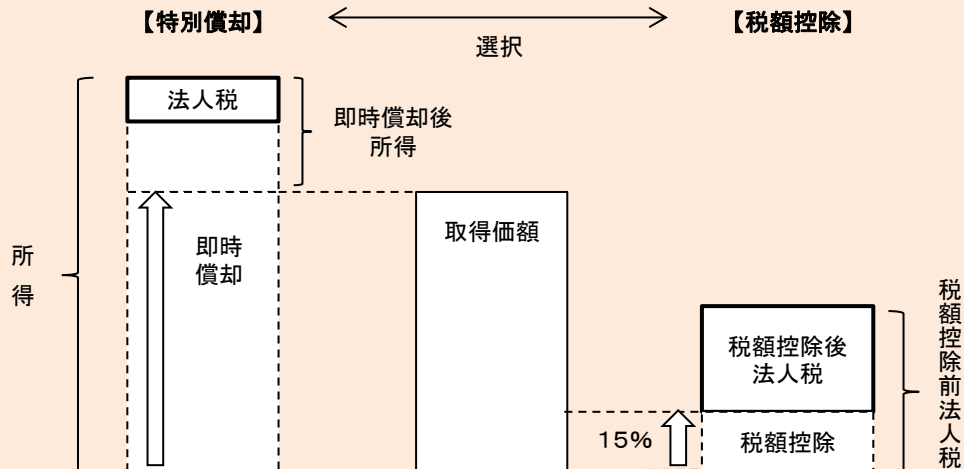 【特別償却】
【税額控除】
選択
法人税
即時償却後
所得
所
得
即時
償却
取得価額
税額控除後
法人税
15%
税額控除
税額控除前法人税